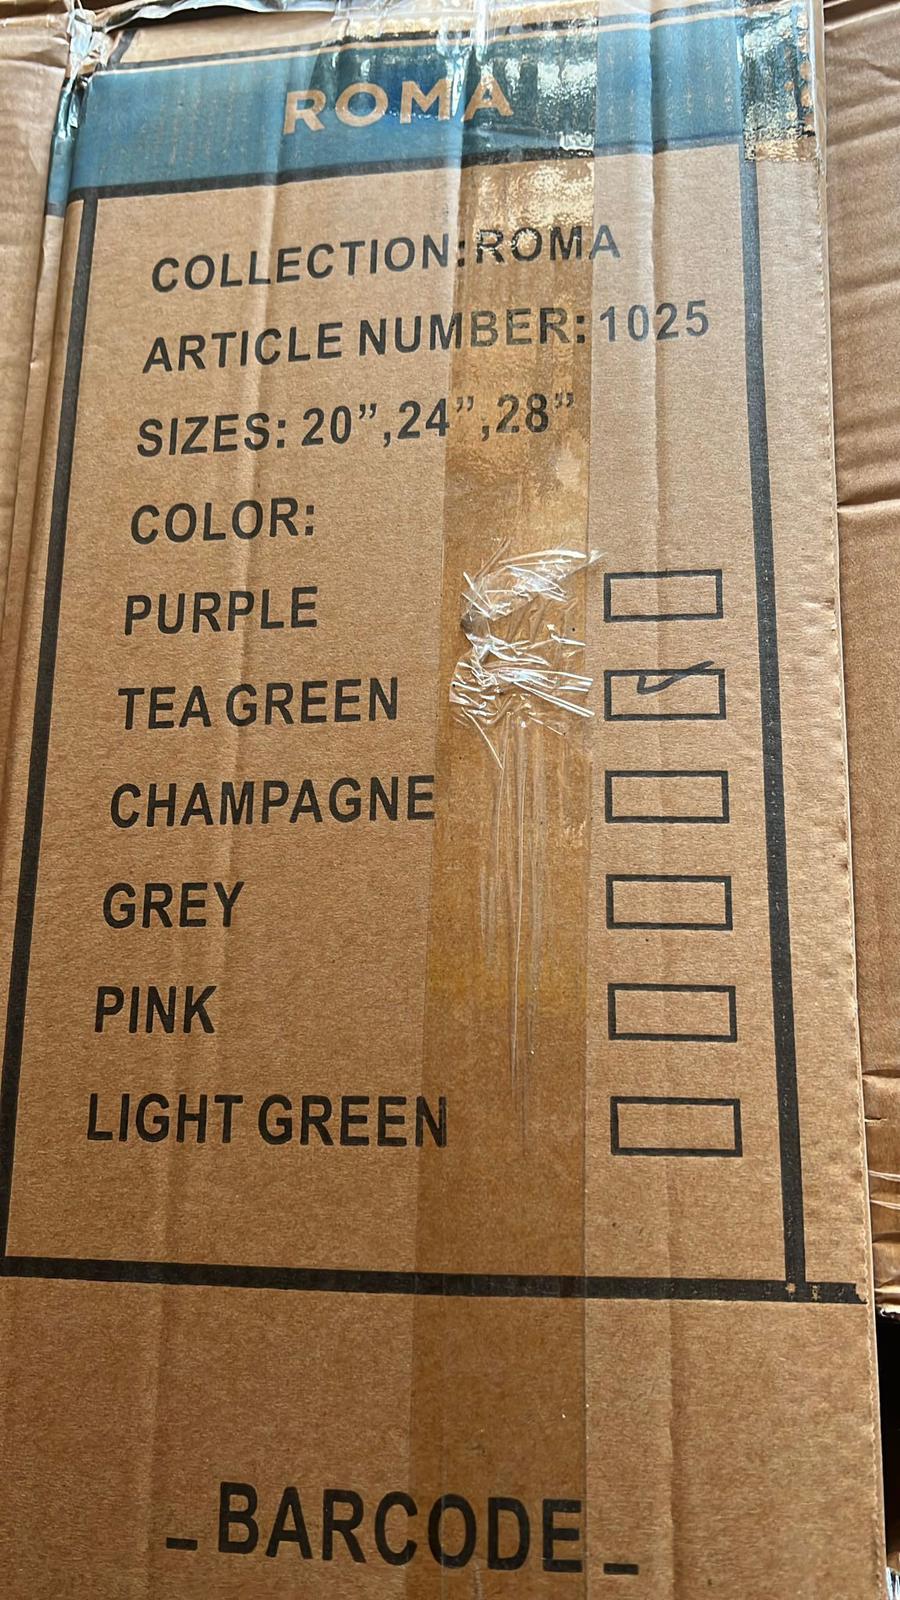 ROMA
COLLECTION:ROMA
ARTICLE NUMBER: 1025
SIZES: 20”,24”,28”
COLOR:
PURPLE
TEA GREEN
CHAMPAGNE
GREY
PINK
LIGHT GREEN
_BARCODE_